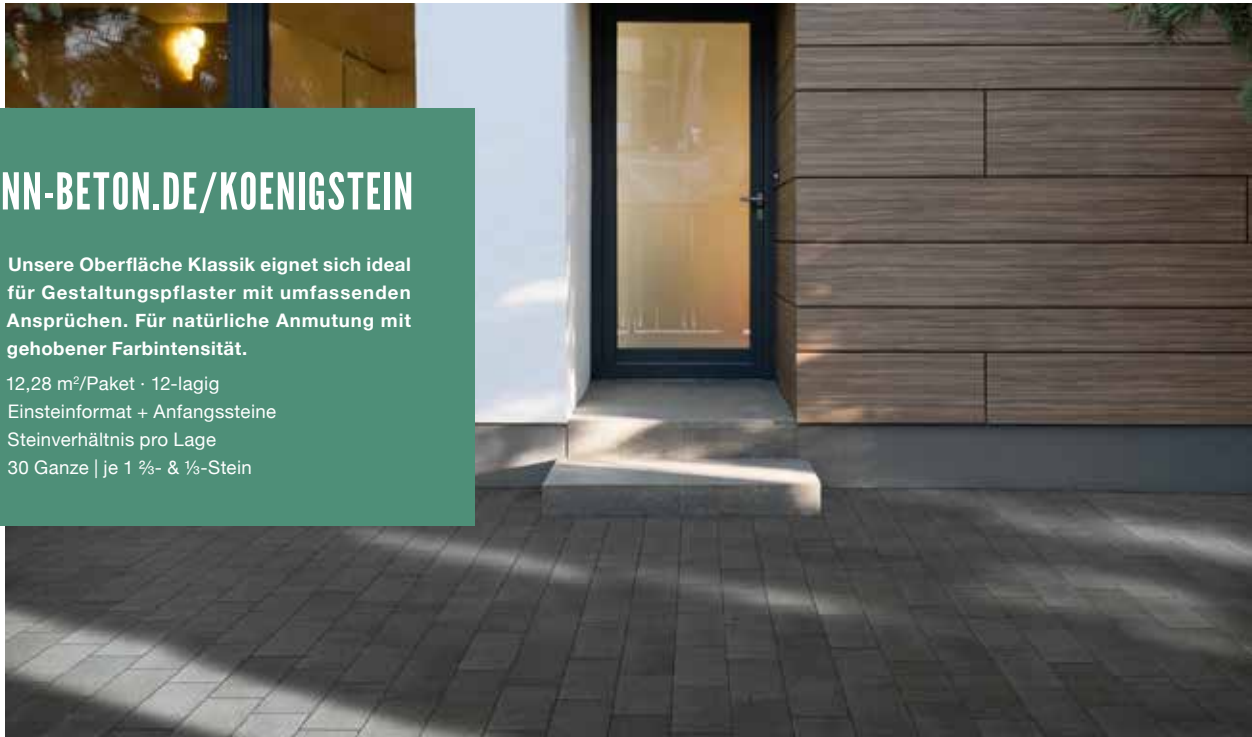 NN-BETON.DE/KOENIGSTEIN
Unsere Oberfläche Klassik eignet sich ideal
für Gestaltungspflaster mit umfassenden
Ansprüchen. Für natürliche Anmutung mit
gehobener Farbintensität.
12,28 m²/Paket · 12-lagig
Einsteinformat + Anfangssteine
Steinverhältnis pro Lage
30 Ganze | je 1 ⅔- & ⅓-Stein